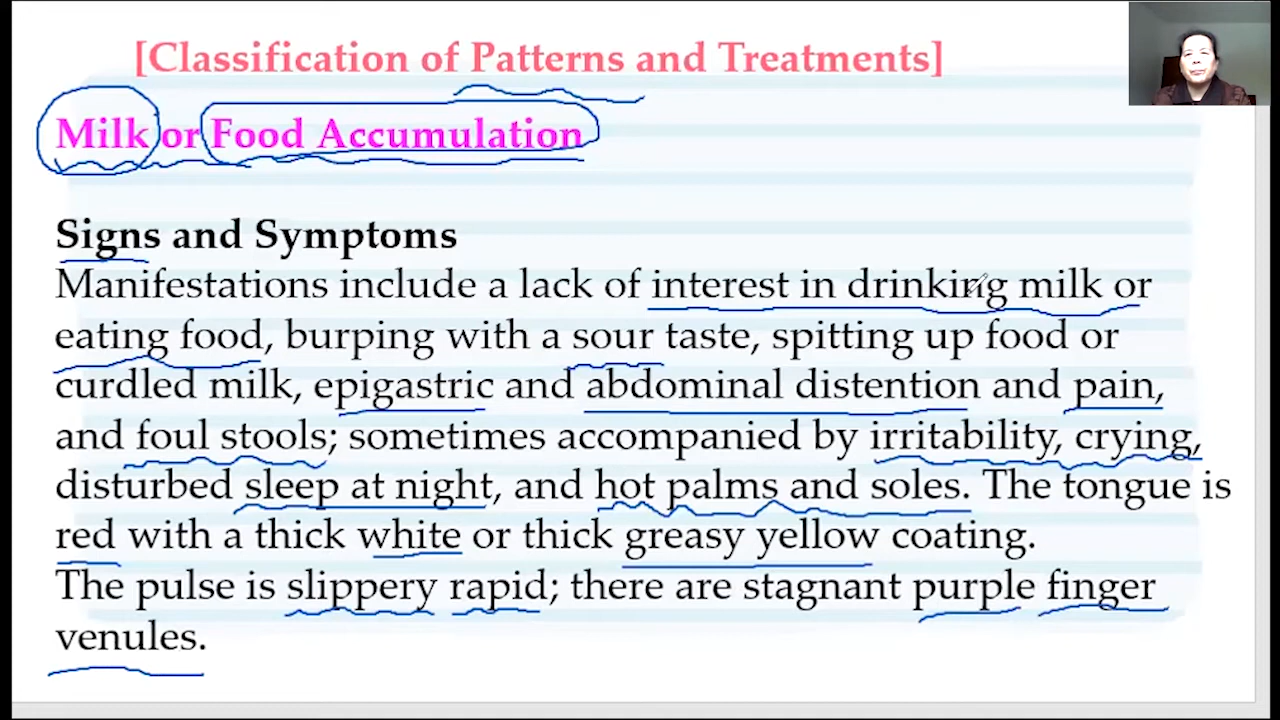 [Classification of Patterns and Treatments]
Milk or Food Accumulation
Signs and Symptoms
Manifestations include a lack of interest in drinking milk or
eating food, burping with a sour taste, spitting up food or
curdled milk, epigastric and abdominal distention and pain,
and foul stools; sometimes accompanied by irritability, crying,
disturbed sleep at night, and hot palms and soles. The tongue is
red with a thick white or thick greasy yellow coating.
The pulse is slippery rapid; there are stagnant purple finger
venules.